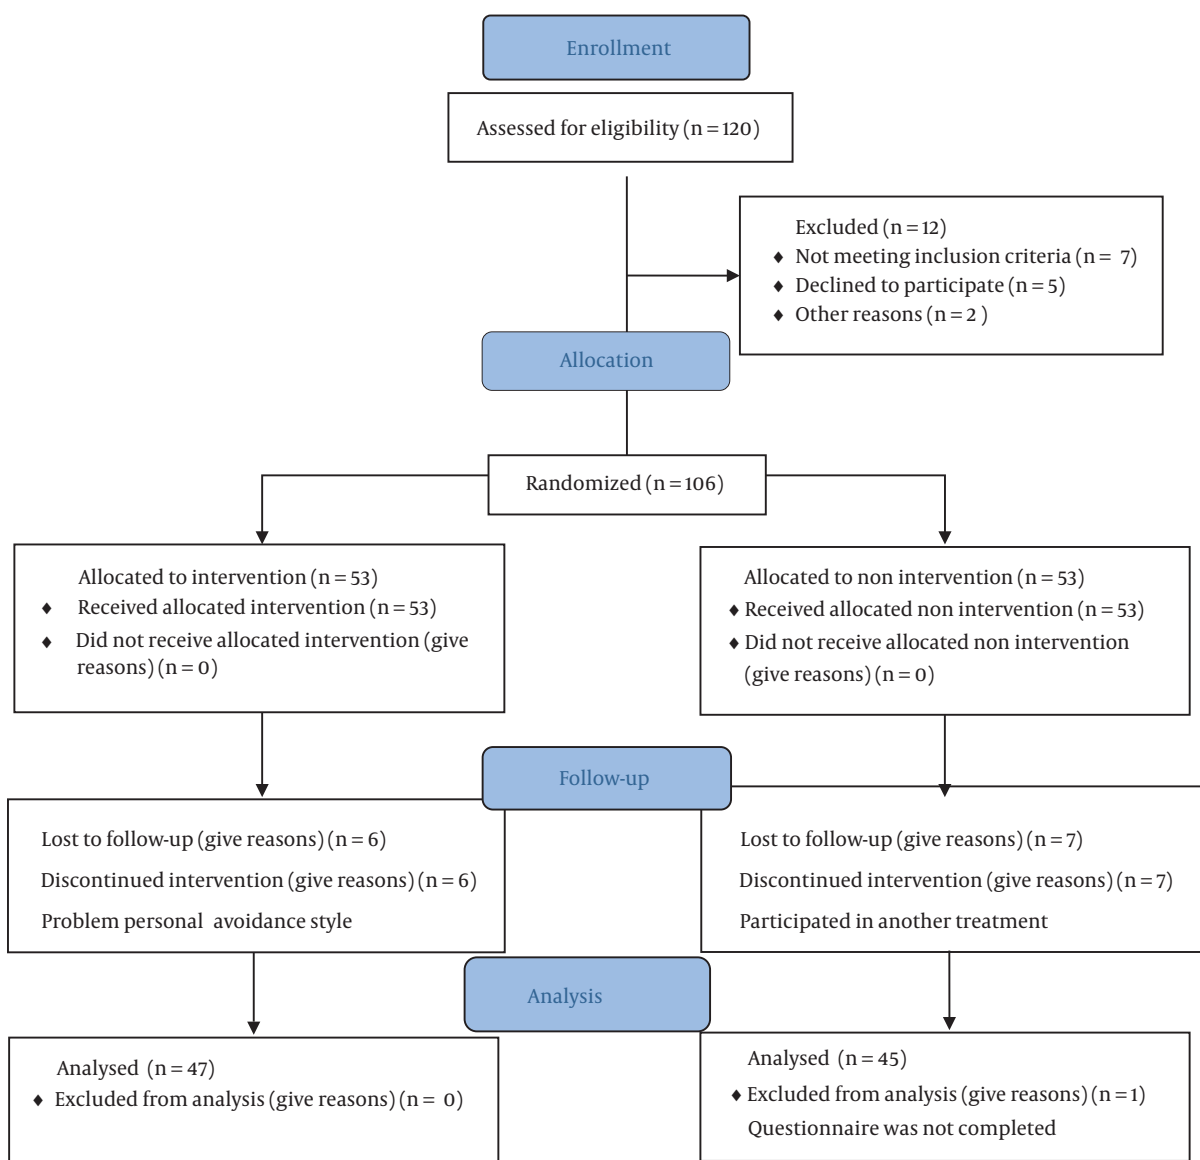 Enrollment
Assessed for eligibility (n = 120)
Excluded (n = 12)
♦ Not meeting inclusion criteria (n = 7)
♦ Declined to participate (n = 5)
♦ Other reasons (n = 2 )
Allocation
Randomized (n = 106)
Allocated to intervention (n = 53)
♦ Received allocated intervention (n = 53)
♦ Did not receive allocated intervention (give
reasons) (n = 0)
Allocated to non intervention (n = 53)
♦ Received allocated non intervention (n = 53)
♦ Did not receive allocated non intervention
(give reasons) (n = 0)
Follow-up
Lost to follow-up (give reasons) (n = 6)
Discontinued intervention (give reasons) (n = 6)
Problem personal avoidance style
Lost to follow-up (give reasons) (n = 7)
Discontinued intervention (give reasons) (n = 7)
Participated in another treatment
Analysis
Analysed (n = 47)
♦ Excluded from analysis (give reasons) (n = 0)
Analysed (n = 45)
♦ Excluded from analysis (give reasons) (n = 1)
Questionnaire was not completed